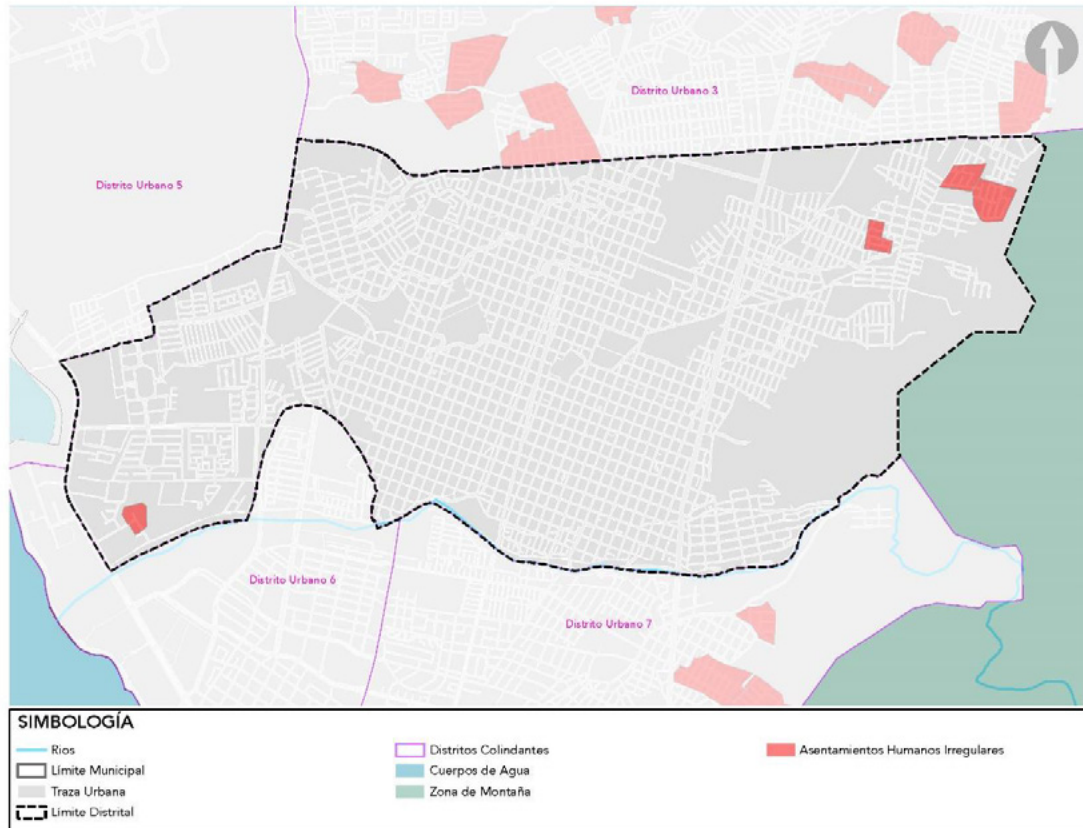 Distrito Urbano 3
Distrito Urbano 5
Distrito Urbano 6
Distrito Urbano 7
SIMBOLOGÍA
Rios
Límite Municipal
Traza Urbana
Límite Distrital
Distritos Colindantes
Cuerpos de Agua
Zona de Montaña
Asentamientos Humanos Irregulares